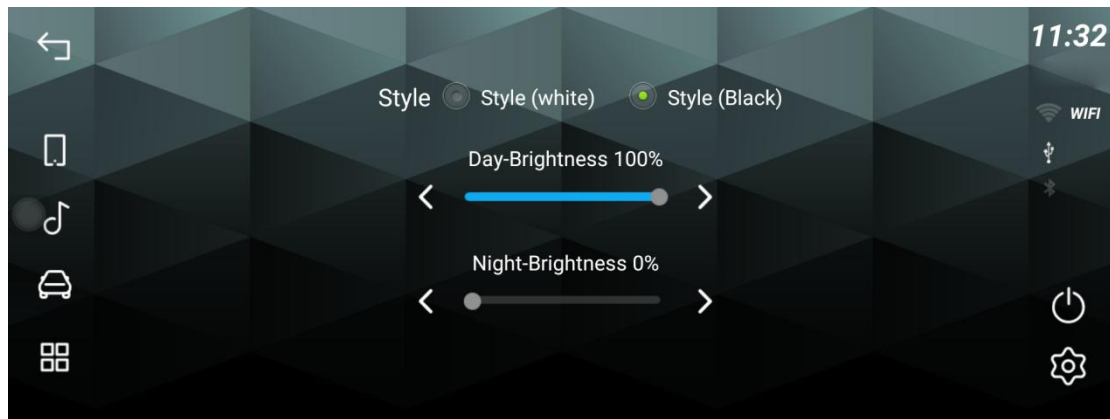 11:32
Style Style (white) Style (Black)
WIFI
Day-Brightness 100%
Night-Brightness 0%